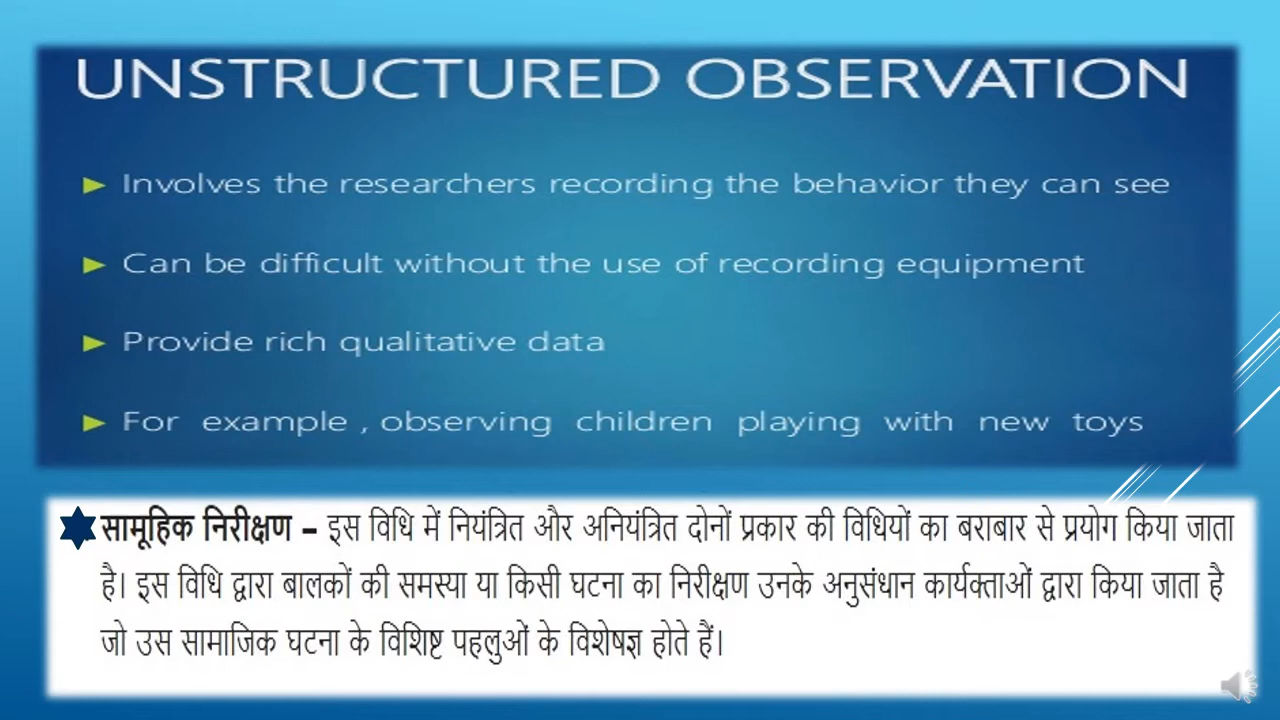 UNSTRUCTURED OBSERVATION
Involves the researchers recording the behavior they can see
Can be difficult without the use of recording equipment
Provide rich qualitative data
For example , observing children playing with new toys
सामूहिक निरीक्षण – इस विधि में नियंत्रित और अनियंत्रित दोनों प्रकार की विधियों का बराबार से प्रयोग किया जाता
है। इस विधि द्वारा बालकों की समस्या या किसी घटना का निरीक्षण उनके अनुसंधान कार्यक्ताओं द्वारा किया जाता है
जो उस सामाजिक घटना के विशिष्ट पहलुओं के विशेषज्ञ होते हैं।